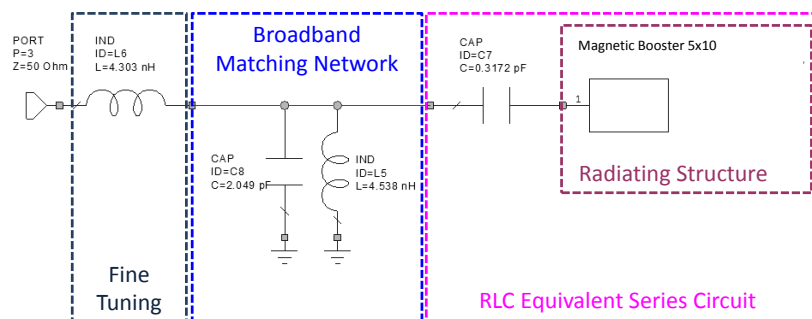 PORT
P=3
Z=50 Ohm
IND
ID=L6
L=4.303 nH
Fine
Tuning
Broadband
Matching Network
CAP
ID=C8
C=2.049 pF
IND
ID=L5
L=4.538 nH
CAP
ID=C7
C=0.3172 pF
Magnetic Booster 5x10
1
Radiating Structure
RLC Equivalent Series Circuit